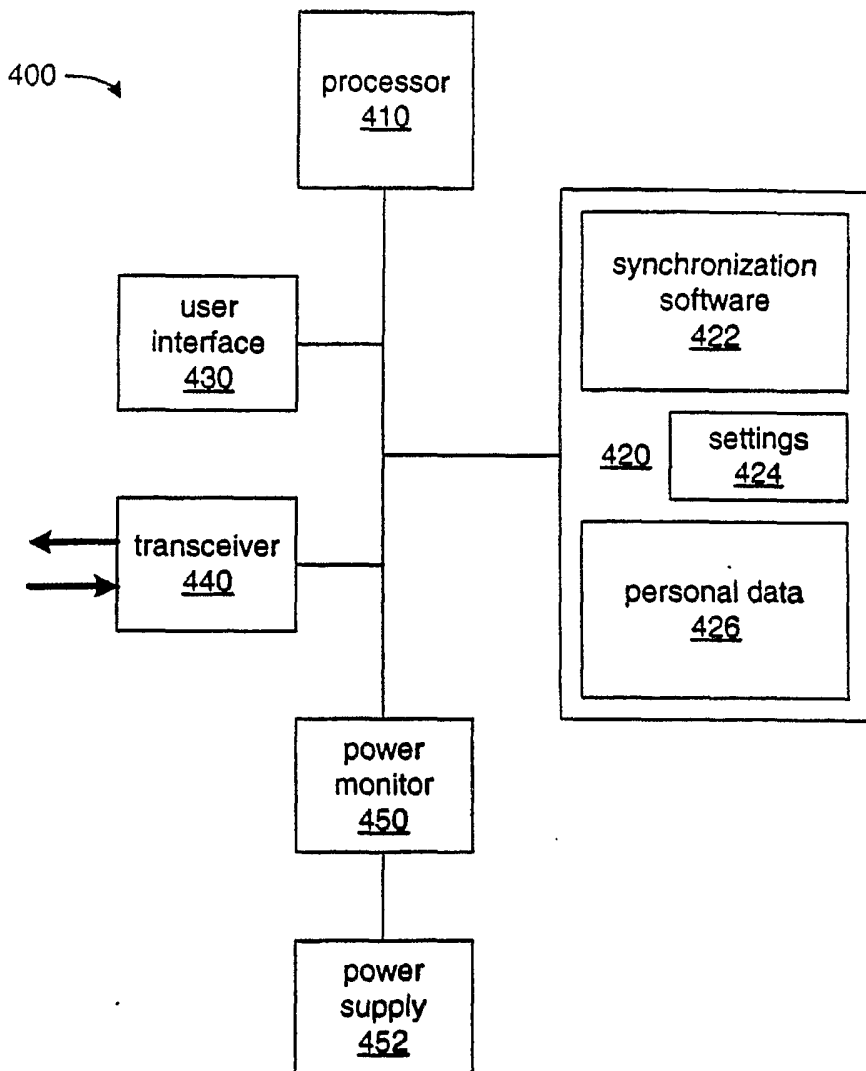 400
processor
410
synchronization
software
422
user
interface
430
420
settings
424
transceiver
440
personal data
426
power
monitor
450
power
supply
452